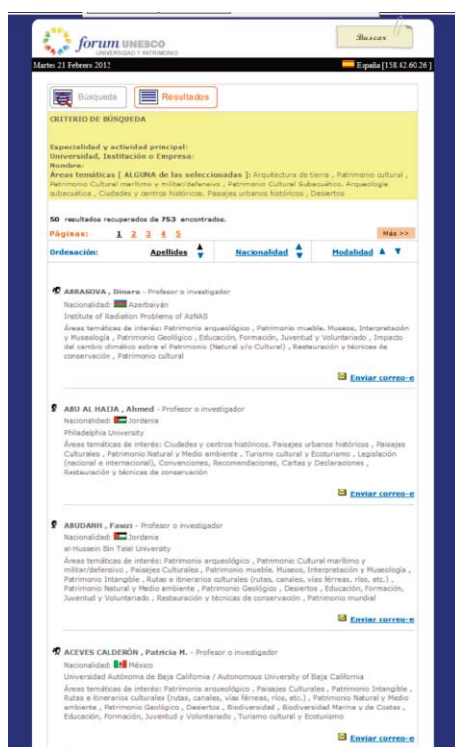 forum UNESCO
UNIVERSIDAD Y PATRIMONIO
Buscar
Martes 21 Febrero 2012
España [158.42.60.26 ]
Búsqueda
Resultados
CRITERIO DE BÚSQUEDA
Especialidad y actividad principal:
Universidad, Institución o Empresa:
Nombre:
Áreas temáticas [ ALGUNA de las seleccionadas ]: Arquitectura de tierra , Patrimonio cultural ,
Patrimonio Cultural marítimo y militar/defensivo , Patrimonio Cultural Subacuático. Arqueología
subacuática , Ciudades y centros históricos. Paisajes urbanos históricos , Desiertos
50 resultados recuperados de 753 encontrados.
Páginas: 1 2 3 4 5
Más >>
Ordenación: Apellidos Nacionalidad Modalidad
ABBASOVA , Dinara - Profesor o investigador
Nacionalidad: Azerbaiyán
Institute of Radiation Problems of AzNAS
Áreas temáticas de interés: Patrimonio arqueológico , Patrimonio mueble. Museos, Interpretación
y Museología , Patrimonio Geológico , Educación, Formación, Juventud y Voluntariado , Impacto
del cambio climático sobre el Patrimonio (Natural y/o Cultural) , Restauración y técnicas de
conservación , Patrimonio cultural
Enviar correo-e
ABU AL HAIJA , Ahmed - Profesor o investigador
Nacionalidad: Jordania
Philadelphia University
Áreas temáticas de interés: Ciudades y centros históricos. Paisajes urbanos históricos , Paisajes
Culturales , Patrimonio Natural y Medio ambiente , Turismo cultural y Ecoturismo , Legislación
(nacional e internacional), Convenciones, Recomendaciones, Cartas y Declaraciones ,
Restauración y técnicas de conservación
Enviar correo-e
ABUDANH , Fawzi - Profesor o investigador
Nacionalidad: Jordania
al-Hussein Bin Talal University
Áreas temáticas de interés: Patrimonio arqueológico , Patrimonio Cultural marítimo y
militar/defensivo , Paisajes Culturales , Patrimonio mueble. Museos, Interpretación y Museología ,
Patrimonio Intangible , Rutas e itinerarios culturales (rutas, canales, vías férreas, ríos, etc.) ,
Patrimonio Natural y Medio ambiente , Patrimonio Geológico , Desiertos , Educación, Formación,
Juventud y Voluntariado , Restauración y técnicas de conservación , Patrimonio mundial
Enviar correo-e
ACEVES CALDERÓN , Patricia M. - Profesor o investigador
Nacionalidad: México
Universidad Autónoma de Baja California / Autonomous University of Baja California
Áreas temáticas de interés: Patrimonio arqueológico , Paisajes Culturales , Patrimonio Intangible ,
Rutas e itinerarios culturales (rutas, canales, vías férreas, ríos, etc.) , Patrimonio Natural y Medio
ambiente , Patrimonio Geológico , Desiertos , Biodiversidad , Biodiversidad Marina y de Costas ,
Educación, Formación, Juventud y Voluntariado , Turismo cultural y Ecoturismo
Enviar correo-e